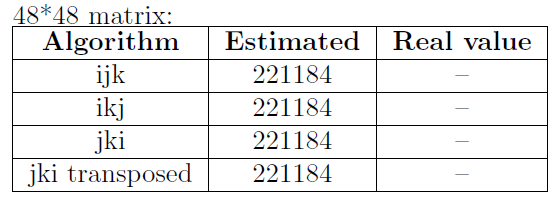 48*48 matrix:
Algorithm Estimated Real value
ijk 221184 –
ikj 221184 –
jki 221184 –
jki transposed 221184 –